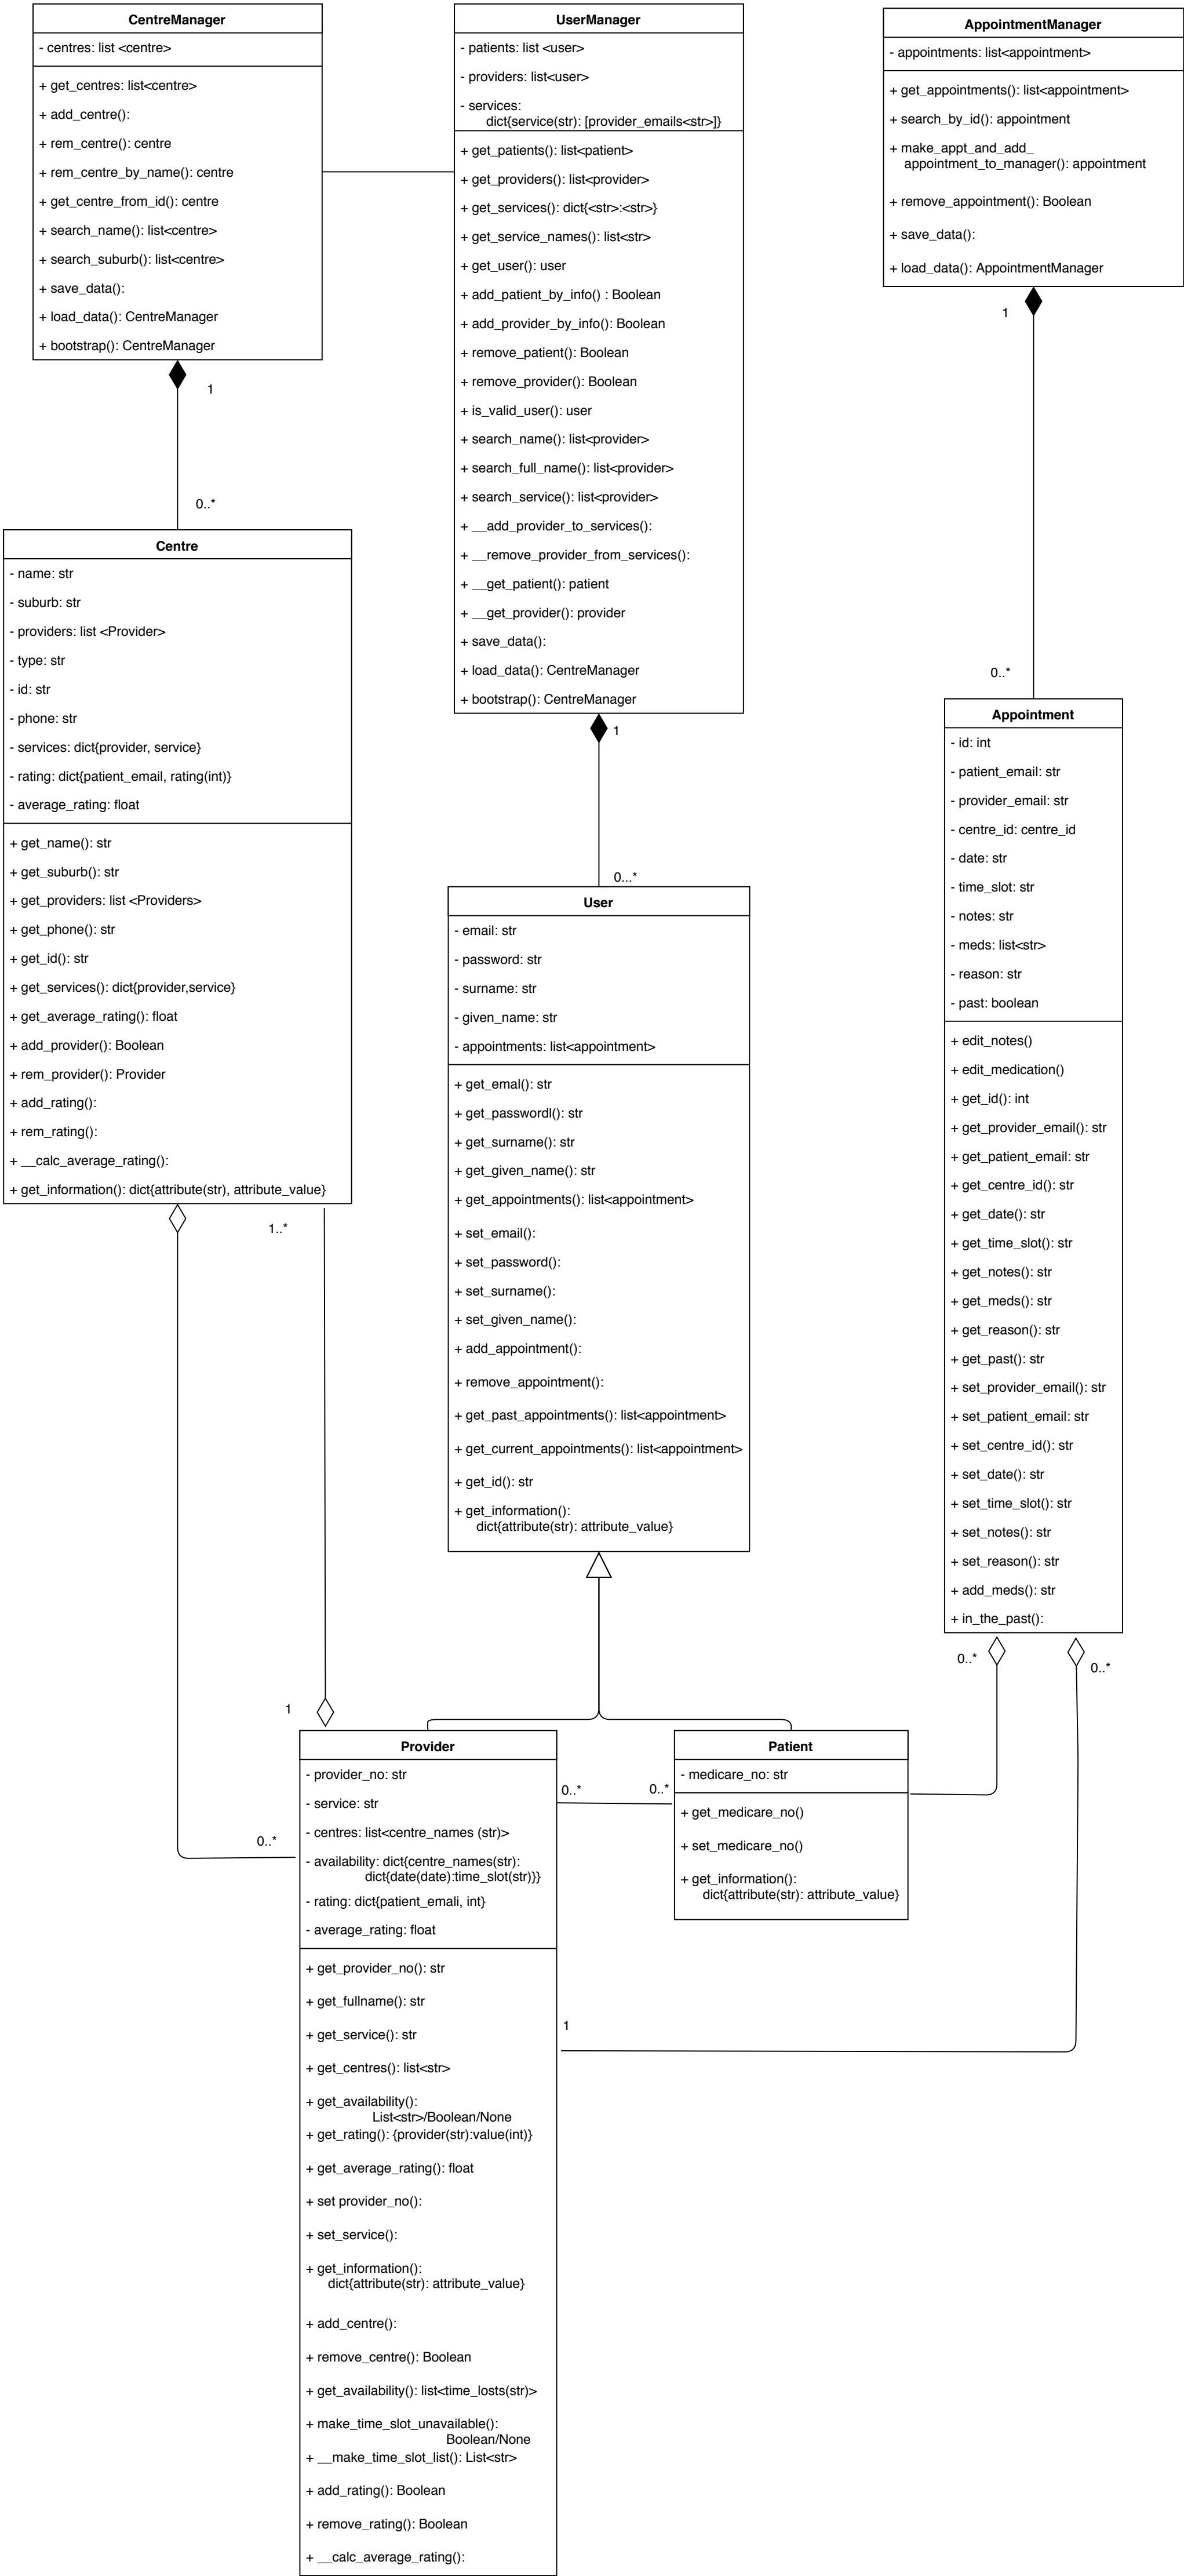 CentreManager
- centres: list <centre>
+ get_centres: list<centre>
+ add_centre():
+ rem_centre(): centre
+ rem_centre_by_name(): centre
+ get_centre_from_id(): centre
+ search_name(): list<centre>
+ search_suburb(): list<centre>
+ save_data():
+ load_data(): CentreManager
+ bootstrap(): CentreManager
1
0..*
UserManager
- patients: list <user>
- providers: list<user>
- services:
dict{service(str): [provider_emails<str>]}
+ get_patients(): list<patient>
+ get_providers(): list<provider>
+ get_services(): dict{<str>:<str>}
+ get_service_names(): list<str>
+ get_user(): user
+ add_patient_by_info() : Boolean
+ add_provider_by_info(): Boolean
+ remove_patient(): Boolean
+ remove_provider(): Boolean
+ is_valid_user(): user
+ search_name(): list<provider>
+ search_full_name(): list<provider>
+ search_service(): list<provider>
+ __add_provider_to_services():
+ __remove_provider_from_services():
+ __get_patient(): patient
+ __get_provider(): provider
+ save_data():
+ load_data(): CentreManager
+ bootstrap(): CentreManager
1
0...*
AppointmentManager
- appointments: list<appointment>
+ get_appointments(): list<appointment>
+ search_by_id(): appointment
+ make_appt_and_add_
appointment_to_manager(): appointment
+ remove_appointment(): Boolean
+ save_data():
+ load_data(): AppointmentManager
1
0..*
Centre
- name: str
- suburb: str
- providers: list <Provider>
- type: str
- id: str
- phone: str
- services: dict{provider, service}
- rating: dict{patient_email, rating(int)}
- average_rating: float
+ get_name(): str
+ get_suburb(): str
+ get_providers: list <Providers>
+ get_phone(): str
+ get_id(): str
+ get_services(): dict{provider,service}
+ get_average_rating(): float
+ add_provider(): Boolean
+ rem_provider(): Provider
+ add_rating():
+ rem_rating():
+ __calc_average_rating():
+ get_information(): dict{attribute(str), attribute_value}
1..*
User
- email: str
- password: str
- surname: str
- given_name: str
- appointments: list<appointment>
+ get_emal(): str
+ get_passwordl(): str
+ get_surname(): str
+ get_given_name(): str
+ get_appointments(): list<appointment>
+ set_email():
+ set_password():
+ set_surname():
+ set_given_name():
+ add_appointment():
+ remove_appointment():
+ get_past_appointments(): list<appointment>
+ get_current_appointments(): list<appointment>
+ get_id(): str
+ get_information():
dict{attribute(str): attribute_value}
Appointment
- id: int
- patient_email: str
- provider_email: str
- centre_id: centre_id
- date: str
- time_slot: str
- notes: str
- meds: list<str>
- reason: str
- past: boolean
+ edit_notes()
+ edit_medication()
+ get_id(): int
+ get_provider_email(): str
+ get_patient_email: str
+ get_centre_id(): str
+ get_date(): str
+ get_time_slot(): str
+ get_notes(): str
+ get_meds(): str
+ get_reason(): str
+ get_past(): str
+ set_provider_email(): str
+ set_patient_email: str
+ set_centre_id(): str
+ set_date(): str
+ set_time_slot(): str
+ set_notes(): str
+ set_reason(): str
+ add_meds(): str
+ in_the_past():
0..*
0..*
1
0..*
Provider
- provider_no: str
- service: str
- centres: list<centre_names (str)>
- availability: dict{centre_names(str):
dict{date(date):time_slot(str)}}
- rating: dict{patient_emali, int}
- average_rating: float
+ get_provider_no(): str
+ get_fullname(): str
+ get_service(): str
+ get_centres(): list<str>
+ get_availability():
List<str>/Boolean/None
+ get_rating(): {provider(str):value(int)}
+ get_average_rating(): float
+ set provider_no():
+ set_service():
+ get_information():
dict{attribute(str): attribute_value}
+ add_centre():
+ remove_centre(): Boolean
+ get_availability(): list<time_losts(str)>
+ make_time_slot_unavailable():
Boolean/None
+ __make_time_slot_list(): List<str>
+ add_rating(): Boolean
+ remove_rating(): Boolean
+ __calc_average_rating():
0..*
0..*
1
Patient
- medicare_no: str
+ get_medicare_no()
+ set_medicare_no()
+ get_information():
dict{attribute(str): attribute_value}